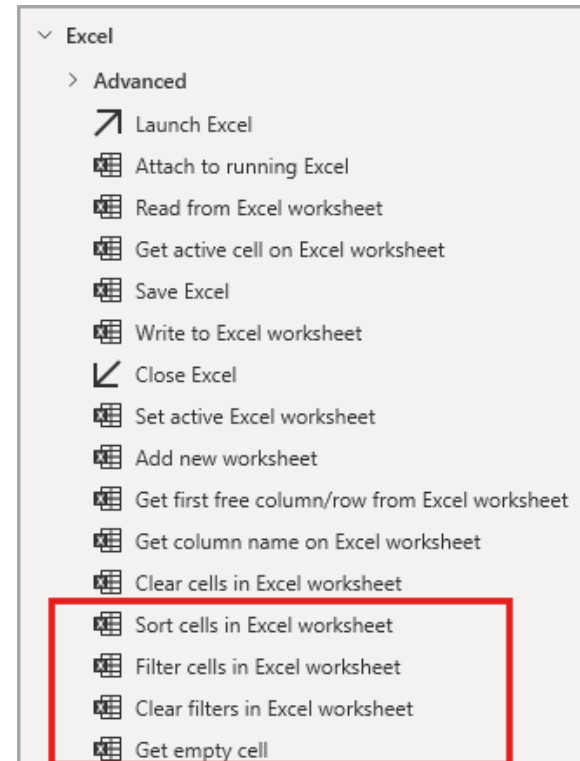 Excel
Advanced
Launch Excel
Attach to running Excel
Read from Excel worksheet
Get active cell on Excel worksheet
Save Excel
Write to Excel worksheet
Close Excel
Set active Excel worksheet
Add new worksheet
Get first free column/row from Excel worksheet
Get column name on Excel worksheet
Clear cells in Excel worksheet
Sort cells in Excel worksheet
Filter cells in Excel worksheet
Clear filters in Excel worksheet
Get empty cell